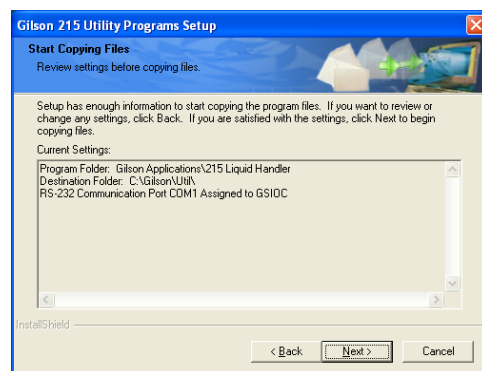 Gilson 215 Utility Programs Setup
Start Copying Files
Review settings before copying files.
Setup has enough information to start copying the program files. If you want to review or
change any settings, click Back. If you are satisfied with the settings, click Next to begin
copying files.
Current Settings:
Program Folder: Gilson Applications\215 Liquid Handler
Destination Folder: C:\Gilson\Util\
RS-232 Communication Port COM1 Assigned to GSIOC
InstallShield
< Back
Next >
Cancel